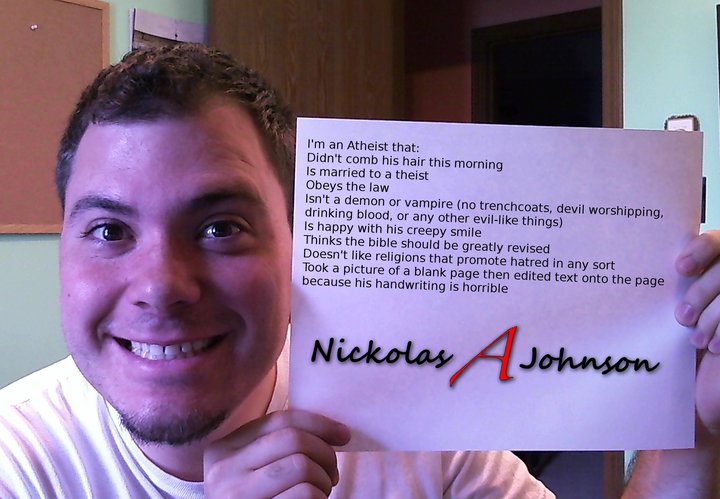 I'm an Atheist that:
Didn't comb his hair this morning
Is married to a theist
Obeys the law
Isn't a demon or vampire (no trenchcoats, devil worshipping,
drinking blood, or any other evil-like things)
Is happy with his creepy smile
Thinks the bible should be greatly revised
Doesn't like religions that promote hatred in any sort
Took a picture of a blank page then edited text onto the page
because his handwriting is horrible
Nickolas A Johnson